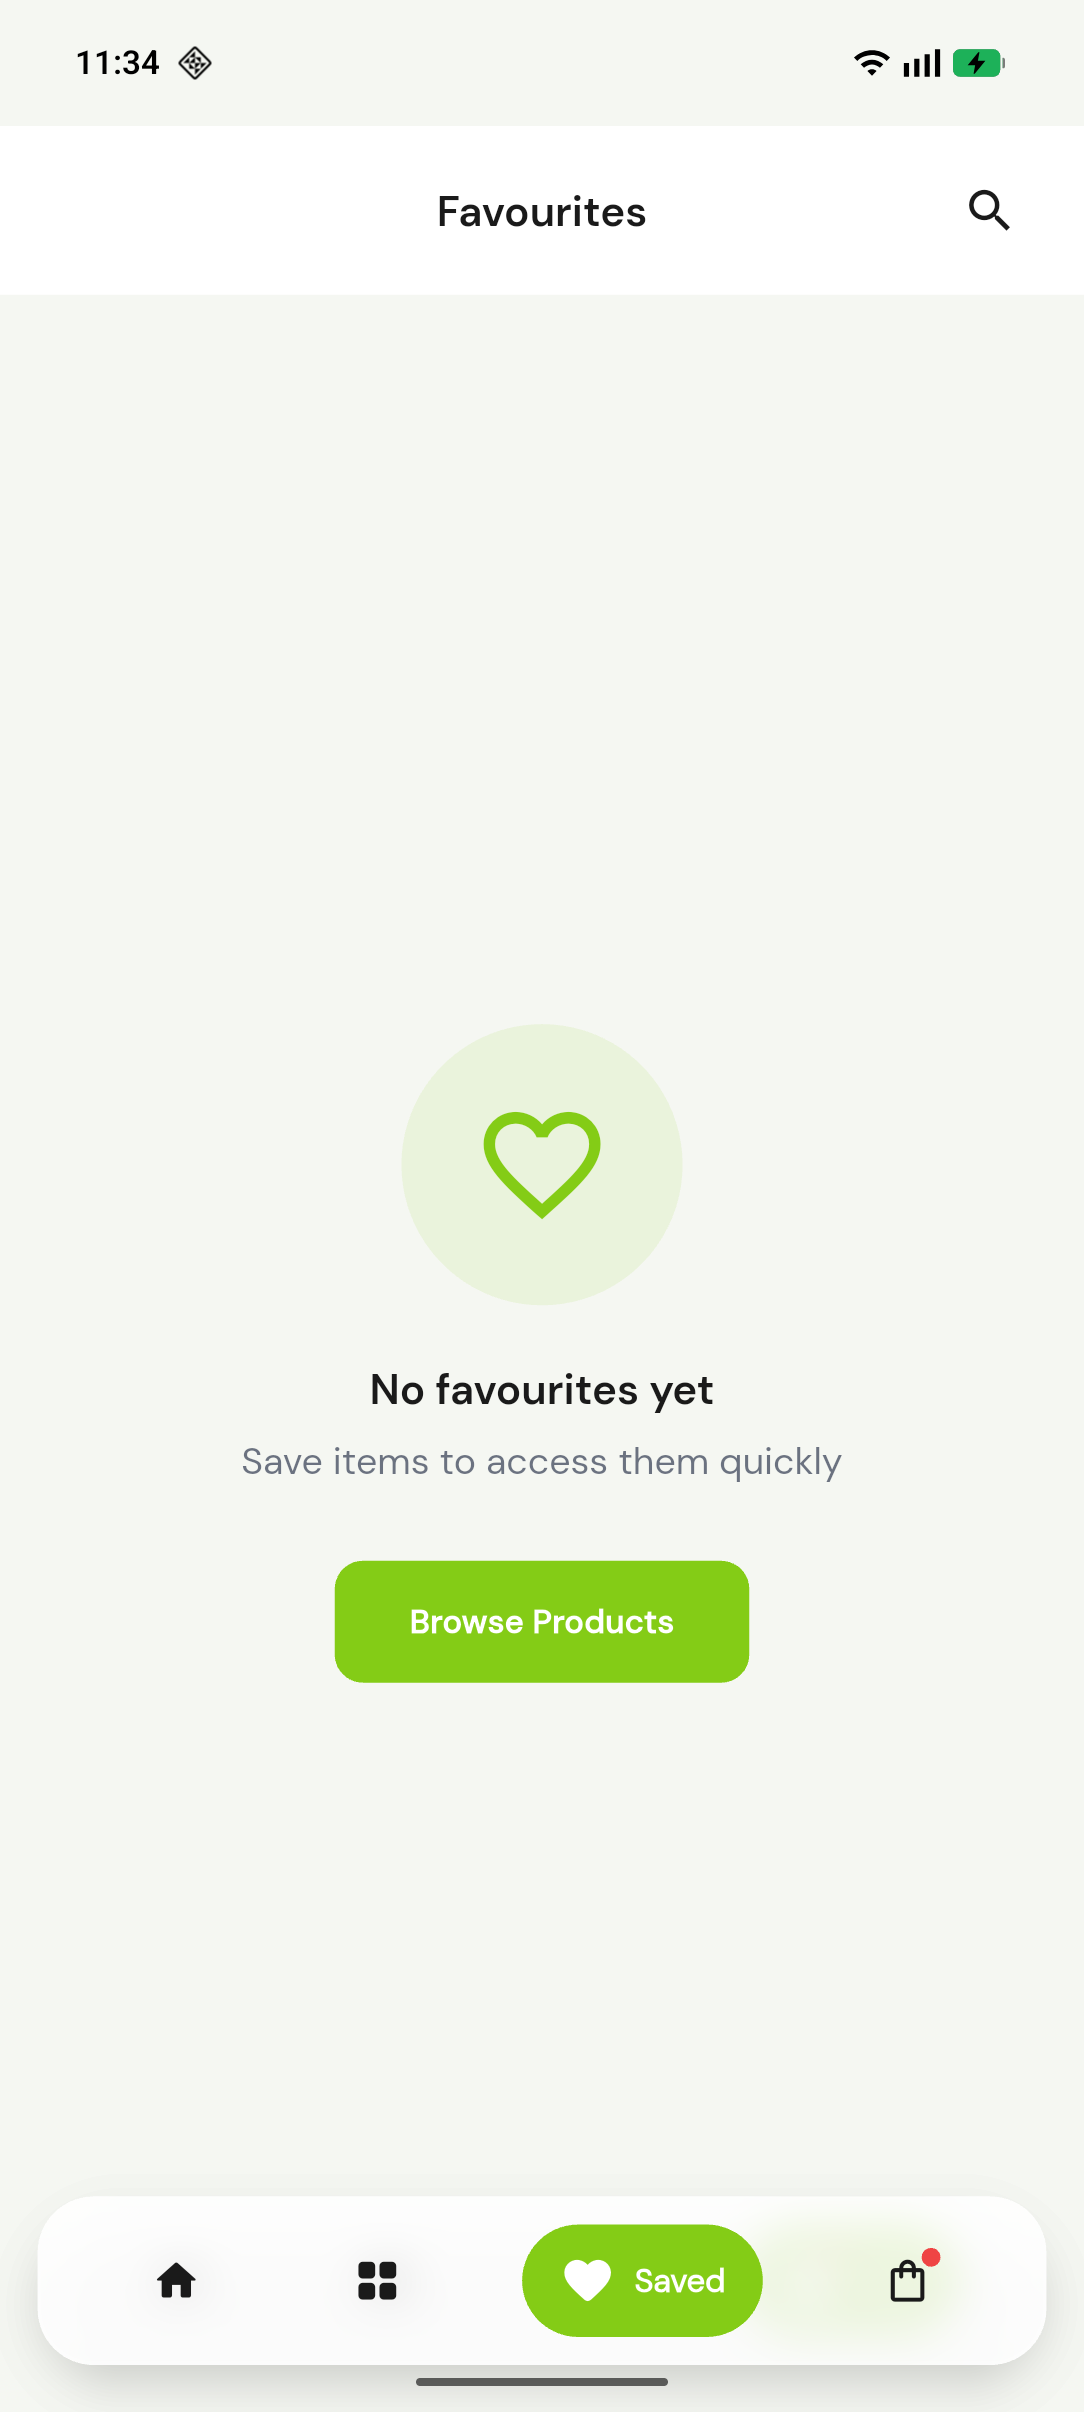 11:34
Favourites
No favourites yet
Save items to access them quickly
Browse Products
Saved